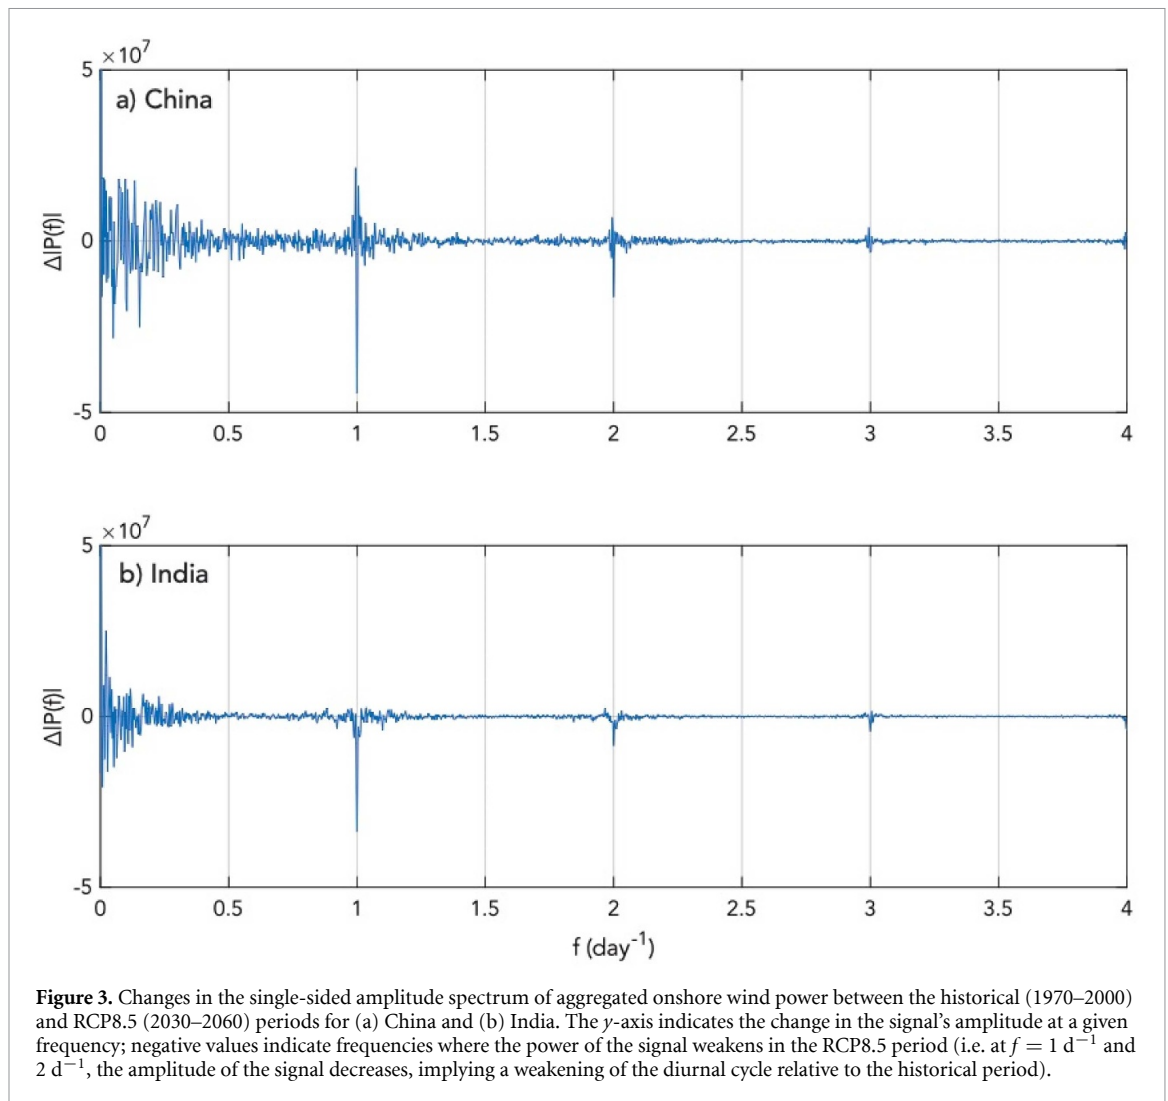 ×10⁷
5
a) China
Δ|P(f)|
0
-5
0 0.5 1 1.5 2 2.5 3 3.5 4
×10⁷
5
b) India
Δ|P(f)|
0
-5
0 0.5 1 1.5 2 2.5 3 3.5 4
f (day⁻¹)
Figure 3. Changes in the single-sided amplitude spectrum of aggregated onshore wind power between the historical (1970–2000)
and RCP8.5 (2030–2060) periods for (a) China and (b) India. The y-axis indicates the change in the signal's amplitude at a given
frequency; negative values indicate frequencies where the power of the signal weakens in the RCP8.5 period (i.e. at f = 1 d⁻¹ and
2 d⁻¹, the amplitude of the signal decreases, implying a weakening of the diurnal cycle relative to the historical period).